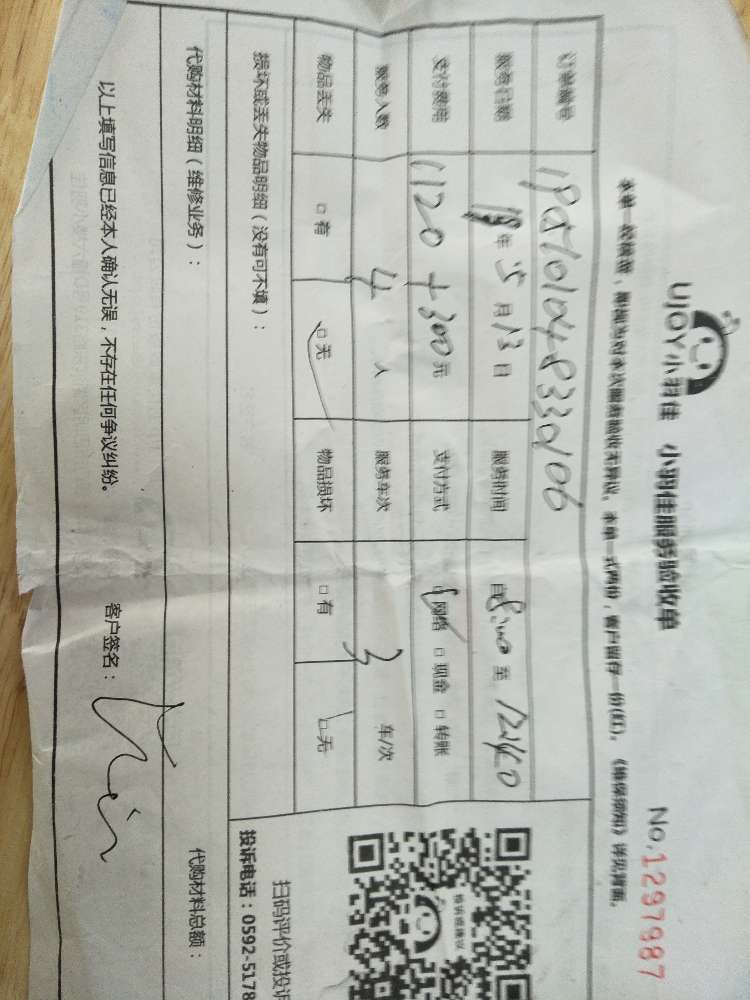 UJOY小羽佳 小羽佳服务验收单
No.1297987
本单一经填写，即视为对本次服务验收无异议。本单一式两份，客户留存一份(红)。《维保须知》详见背面。
订单编号
服务日期 19年5月13日 服务时间 自 至
支付费用 1120+300元 支付方式 网络 □现金 □转账
服务人数 4人 服务车次 3车/次
物品丢失 □有 □无 物品损坏 □有 □无
损坏或丢失物品明细（没有可不填）：
代购材料明细（维修业务）： 代购材料总额：
以上填写信息已经本人确认无误，不存在任何争议纠纷。 客户签名：
扫码评价或投诉
投诉电话：0592-5178